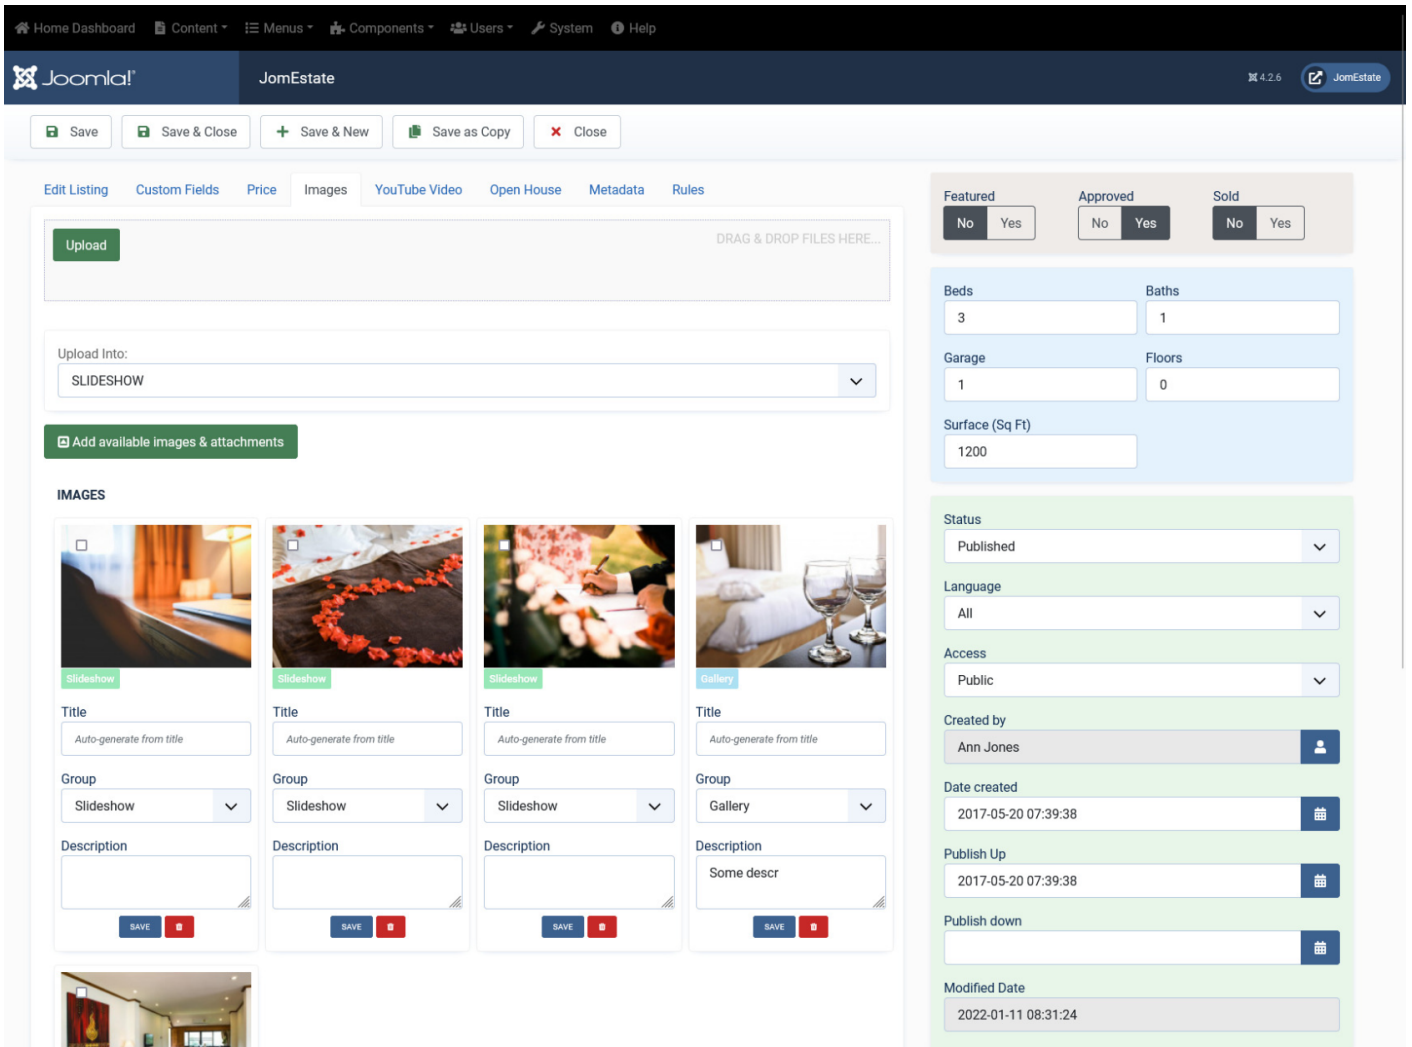 Home Dashboard Content Menus Components Users System Help
Joomla! JomEstate 4.2.6 JomEstate
Save Save & Close Save & New Save as Copy Close
Edit Listing Custom Fields Price Images YouTube Video Open House Metadata Rules
Upload DRAG & DROP FILES HERE...
Upload Into:
SLIDESHOW
Add available images & attachments
IMAGES
Slideshow Slideshow Slideshow Gallery
Title Title Title Title
Auto-generate from title Auto-generate from title Auto-generate from title Auto-generate from title
Group Group Group Group
Slideshow Slideshow Slideshow Gallery
Description Description Description Description
Some descr
SAVE SAVE SAVE SAVE
Featured Approved Sold
No Yes No Yes No Yes
Beds Baths
3 1
Garage Floors
1 0
Surface (Sq Ft)
1200
Status
Published
Language
All
Access
Public
Created by
Ann Jones
Date created
2017-05-20 07:39:38
Publish Up
2017-05-20 07:39:38
Publish down
Modified Date
2022-01-11 08:31:24